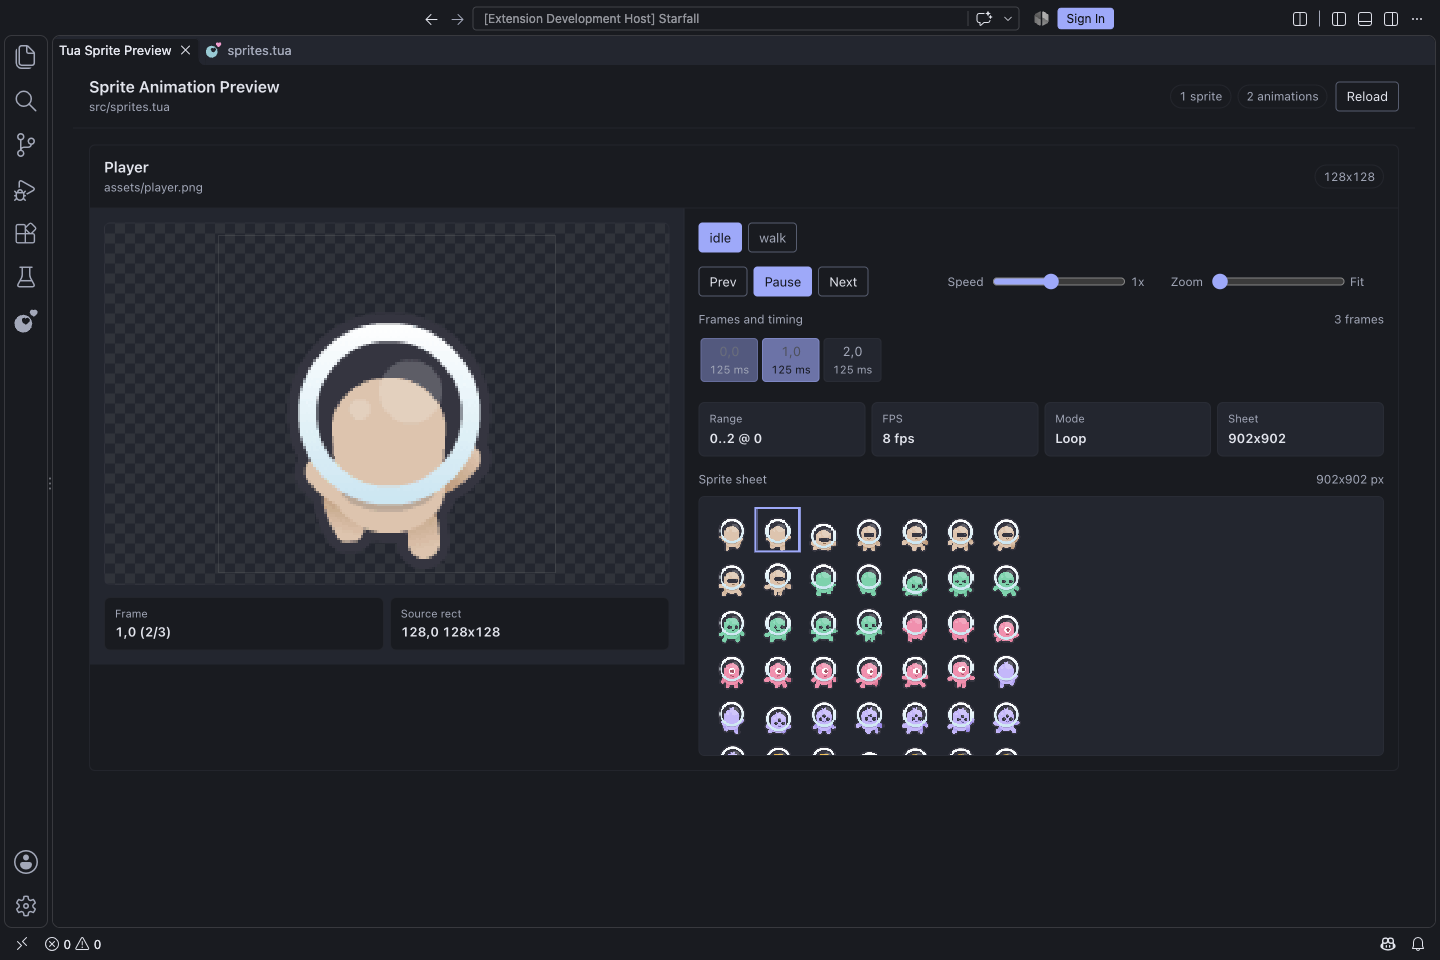 [Extension Development Host] Starfall
Sign In
Tua Sprite Preview
sprites.tua
Sprite Animation Preview
src/sprites.tua
1 sprite
2 animations
Reload
Player
assets/player.png
128x128
idle
walk
Prev
Pause
Next
Speed
1x
Zoom
Fit
Frames and timing
3 frames
0,0
125 ms
1,0
125 ms
2,0
125 ms
Range
0..2 @ 0
FPS
8 fps
Mode
Loop
Sheet
902x902
Sprite sheet
902x902 px
Frame
1,0 (2/3)
Source rect
128,0 128x128
0
0